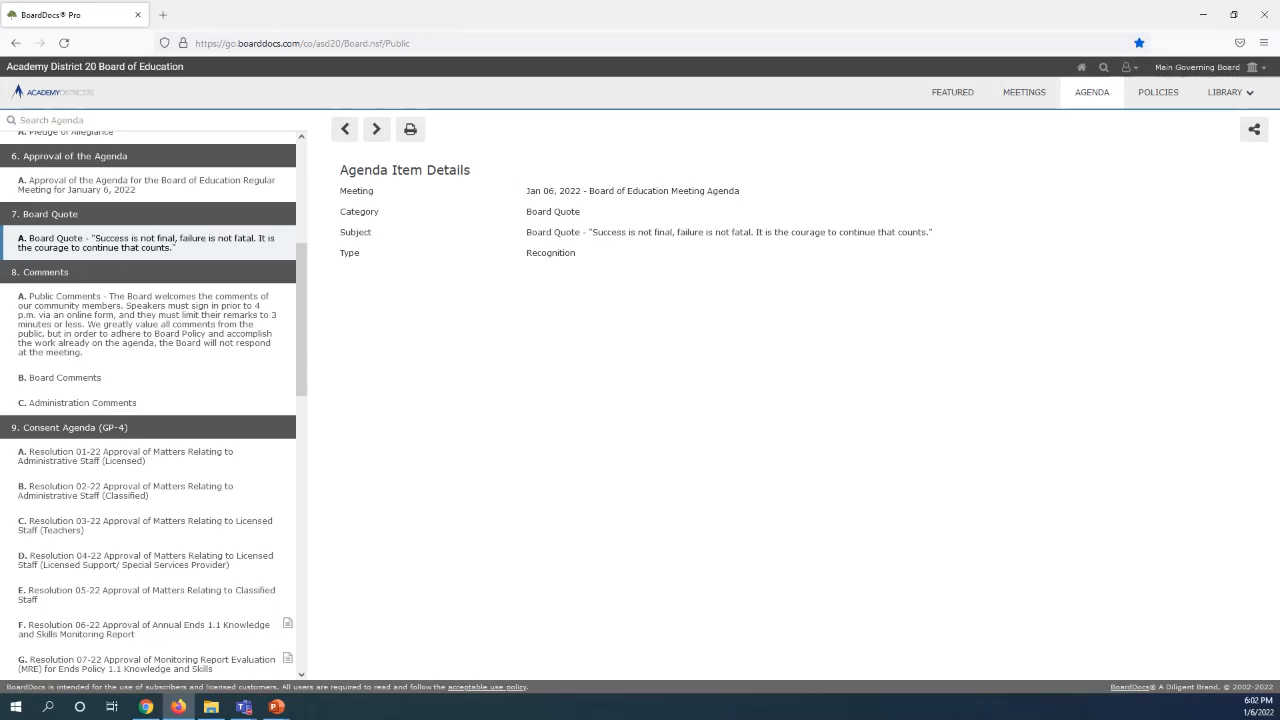 BoardDocs® Pro
https://go.boarddocs.com/co/asd20/Board.nsf/Public
Academy District 20 Board of Education
Main Governing Board
ACADEMYDISTRICT20
FEATURED
MEETINGS
AGENDA
POLICIES
LIBRARY
Search Agenda
A. Pledge of Allegiance
6. Approval of the Agenda
A. Approval of the Agenda for the Board of Education Regular
Meeting for January 6, 2022
7. Board Quote
A. Board Quote - "Success is not final, failure is not fatal. It is
the courage to continue that counts."
8. Comments
A. Public Comments - The Board welcomes the comments of
our community members. Speakers must sign in prior to 4
p.m. via an online form, and they must limit their remarks to 3
minutes or less. We greatly value all comments from the
public, but in order to adhere to Board Policy and accomplish
the work already on the agenda, the Board will not respond
at the meeting.
B. Board Comments
C. Administration Comments
9. Consent Agenda (GP-4)
A. Resolution 01-22 Approval of Matters Relating to
Administrative Staff (Licensed)
B. Resolution 02-22 Approval of Matters Relating to
Administrative Staff (Classified)
C. Resolution 03-22 Approval of Matters Relating to Licensed
Staff (Teachers)
D. Resolution 04-22 Approval of Matters Relating to Licensed
Staff (Licensed Support/ Special Services Provider)
E. Resolution 05-22 Approval of Matters Relating to Classified
Staff
F. Resolution 06-22 Approval of Annual Ends 1.1 Knowledge
and Skills Monitoring Report
G. Resolution 07-22 Approval of Monitoring Report Evaluation
(MRE) for Ends Policy 1.1 Knowledge and Skills
Agenda Item Details
Meeting Jan 06, 2022 - Board of Education Meeting Agenda
Category Board Quote
Subject Board Quote - "Success is not final, failure is not fatal. It is the courage to continue that counts."
Type Recognition
BoardDocs is intended for the use of subscribers and licensed customers. All users are required to read and follow the acceptable use policy.
BoardDocs® A Diligent Brand. © 2002-2022
6:02 PM
1/6/2022